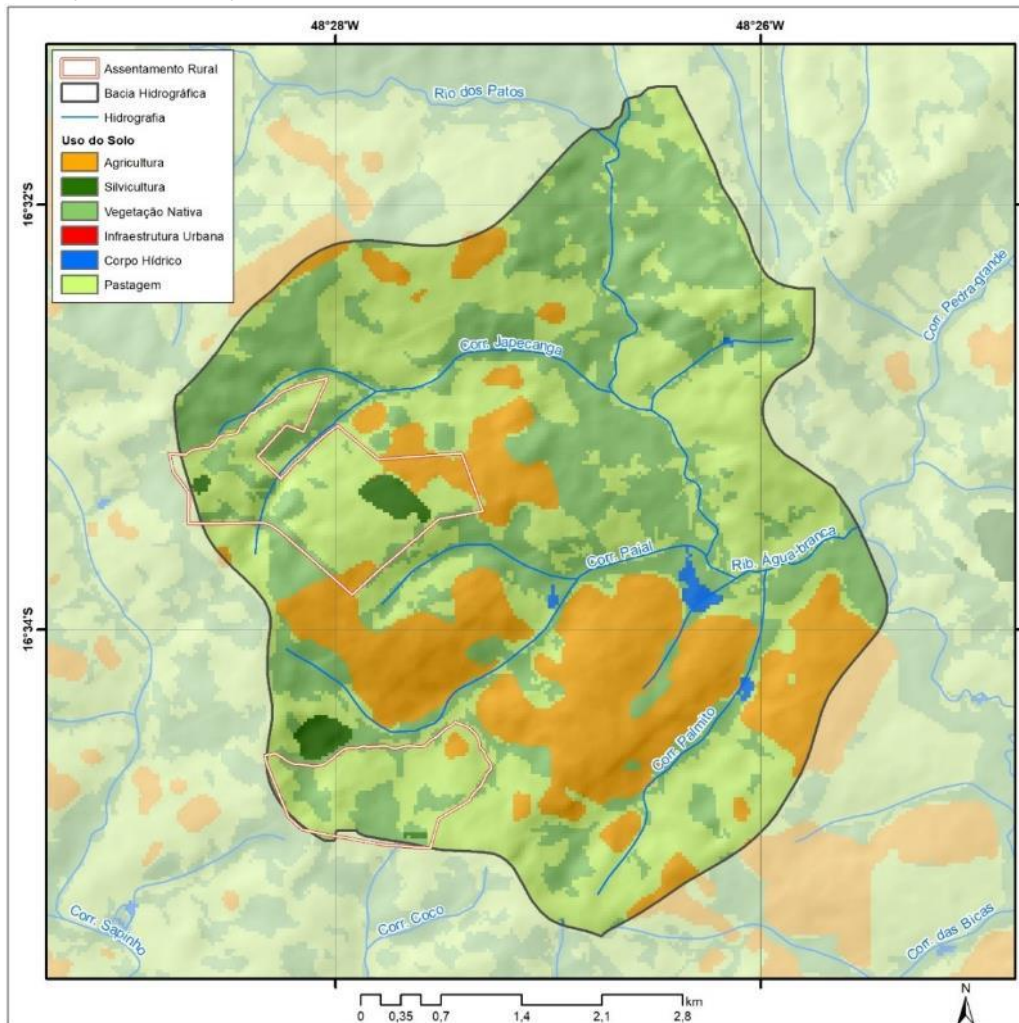 48°28'W
48°26'W
Assentamento Rural
Bacia Hidrográfica
Hidrografia
Uso do Solo
Agricultura
Silvicultura
Vegetação Nativa
Infraestrutura Urbana
Corpo Hídrico
Pastagem
Rio dos Patos
16°32'S
Corr. Pedra-grande
Corr. Japecanga
Corr. Paial
Rib. Água-branca
16°34'S
Corr. Palmito
Corr. Sapinho
Corr. Coco
Corr. das Bicas
km
0 0,35 0,7 1,4 2,1 2,8
N